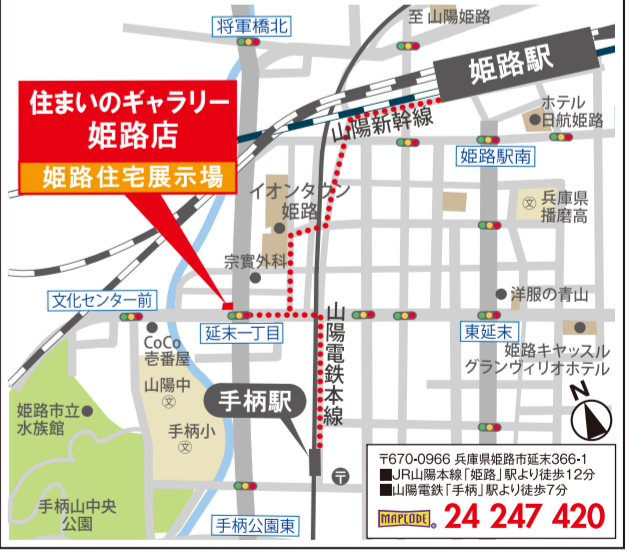 将軍橋北
至 山陽姫路
姫路駅
住まいのギャラリー
姫路店
姫路住宅展示場
山陽新幹線
ホテル
日航姫路
姫路駅南
イオンタウン
姫路
文 兵庫県
播磨高
宗實外科
文化センター前
洋服の青山
延末一丁目
山陽電鉄本線
東延末
CoCo
壱番屋
姫路キャッスル
グランヴィリオホテル
山陽中
文
手柄駅
N
姫路市立
水族館
手柄小
文
〒
手柄山中央
公園
手柄公園東
〒670-0966 兵庫県姫路市延末366-1
■JR山陽本線「姫路」駅より徒歩12分
■山陽電鉄「手柄」駅より徒歩7分
MAPCODE® 24 247 420